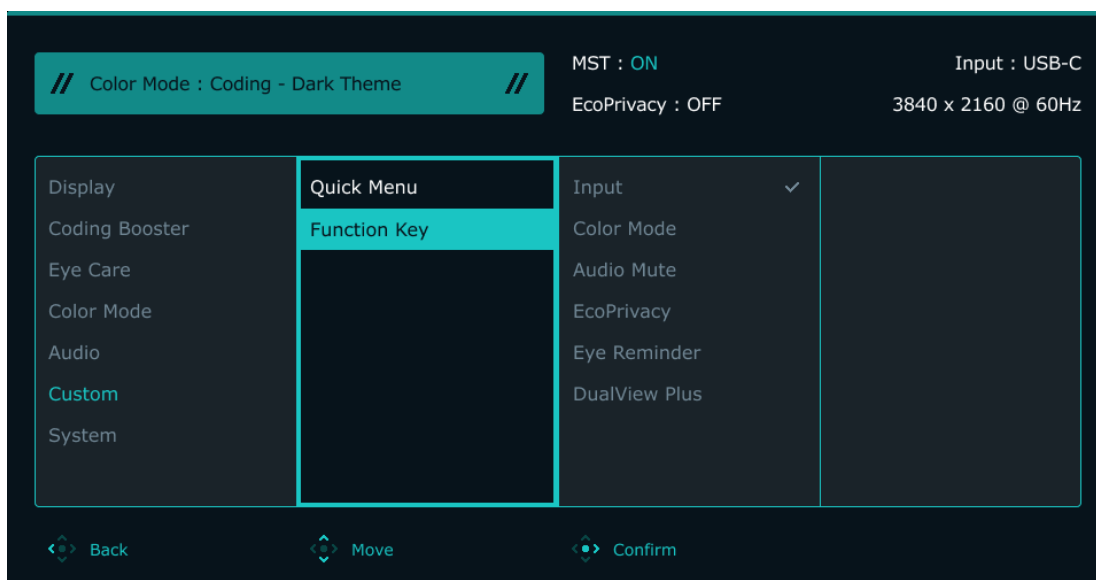 // Color Mode : Coding - Dark Theme //
MST : ON
Input : USB-C
EcoPrivacy : OFF
3840 x 2160 @ 60Hz
Display
Coding Booster
Eye Care
Color Mode
Audio
Custom
System
Quick Menu
Function Key
Input
Color Mode
Audio Mute
EcoPrivacy
Eye Reminder
DualView Plus
Back
Move
Confirm